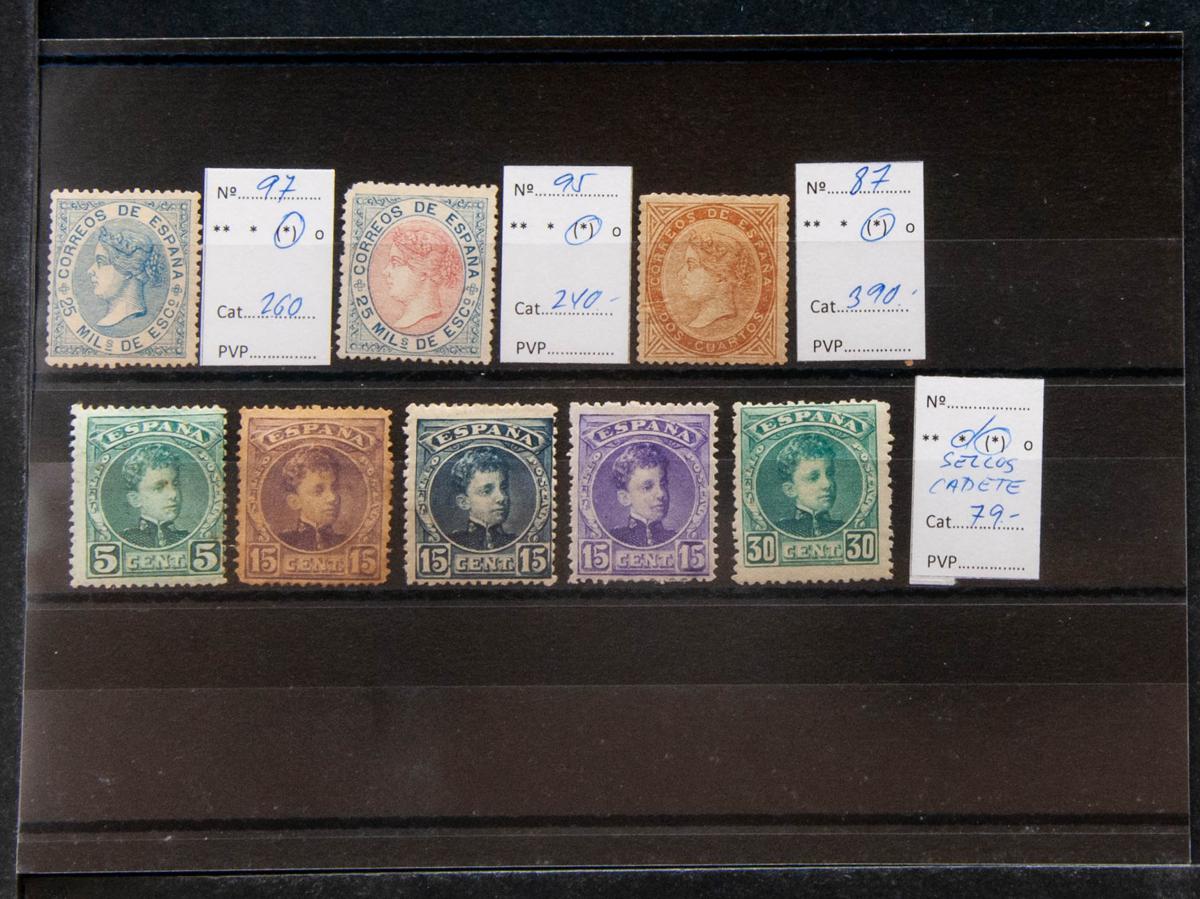 CORREOS DE ESPAÑA
25 MILS DE ESCO
Nº 97
** * (*)
Cat. 260
PVP
CORREOS DE ESPAÑA
25 MILS DE ESCO
Nº 95
** * (*) o
Cat. 240.-
PVP
CORREOS DE ESPAÑA
DOS CUARTOS
Nº 87
** * (*) o
Cat. 390.-
PVP
ESPAÑA
5 CENT. 5
ESPAÑA
15 CENT. 15
ESPAÑA
15 CENT. 15
ESPAÑA
15 CENT. 15
ESPAÑA
30 CENT. 30
Nº
** * (*) o
SELLOS
CADETE
Cat. 79.-
PVP